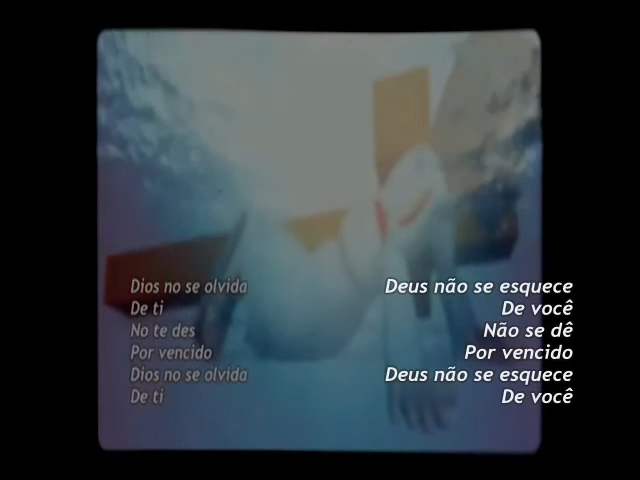 Dios no se olvida
De ti
No te des
Por vencido
Dios no se olvida
De ti
Deus não se esquece
De você
Não se dê
Por vencido
Deus não se esquece
De você